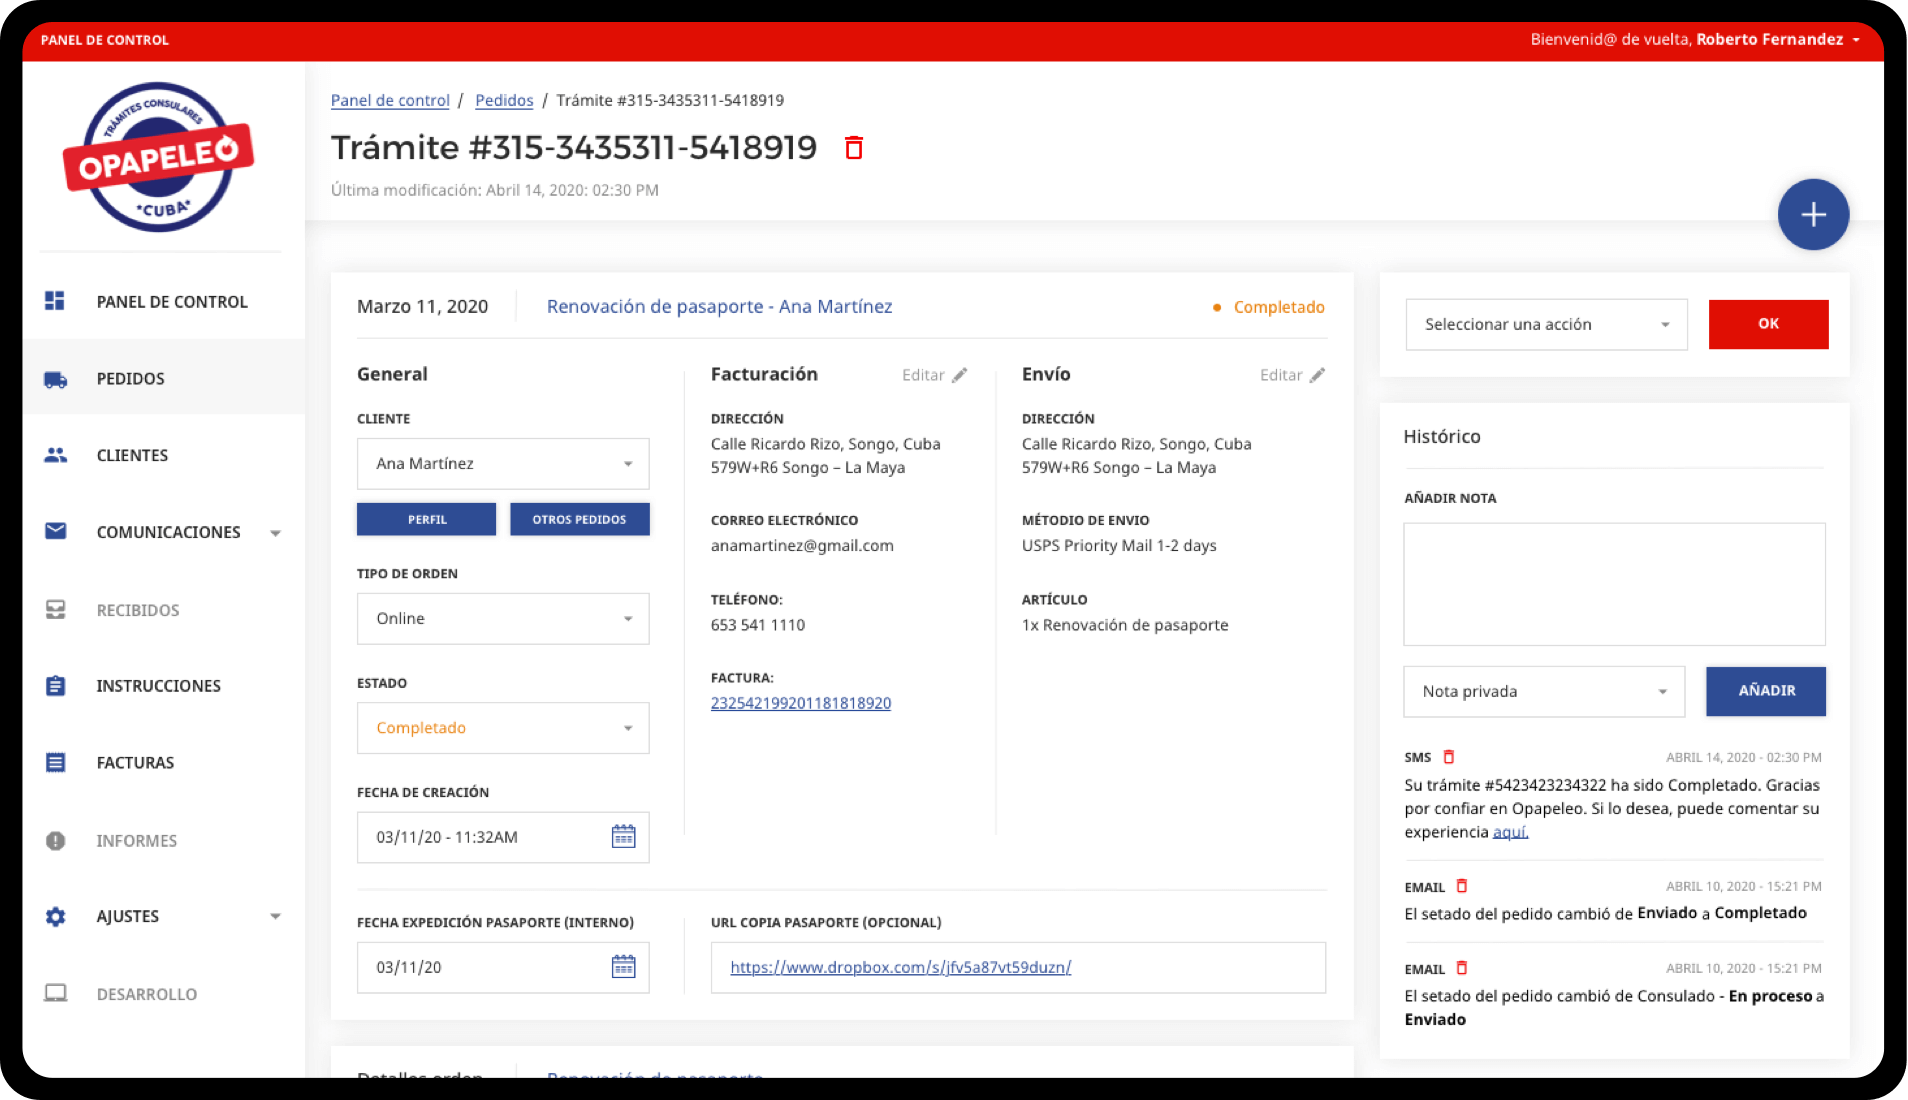 PANEL DE CONTROL
Bienvenid@ de vuelta, Roberto Fernandez
TRÁMITES CONSULARES
OPAPELEO
*CUBA*
PANEL DE CONTROL
PEDIDOS
CLIENTES
COMUNICACIONES
RECIBIDOS
INSTRUCCIONES
FACTURAS
INFORMES
AJUSTES
DESARROLLO
Panel de control / Pedidos / Trámite #315-3435311-5418919
Trámite #315-3435311-5418919
Última modificación: Abril 14, 2020: 02:30 PM
Marzo 11, 2020
Renovación de pasaporte - Ana Martínez
Completado
General
CLIENTE
Ana Martínez
PERFIL
OTROS PEDIDOS
TIPO DE ORDEN
Online
ESTADO
Completado
FECHA DE CREACIÓN
03/11/20 - 11:32AM
Facturación
Editar
DIRECCIÓN
Calle Ricardo Rizo, Songo, Cuba
579W+R6 Songo – La Maya
CORREO ELECTRÓNICO
anamartinez@gmail.com
TELÉFONO:
653 541 1110
FACTURA:
232542199201181818920
Envío
Editar
DIRECCIÓN
Calle Ricardo Rizo, Songo, Cuba
579W+R6 Songo – La Maya
MÉTODIO DE ENVIO
USPS Priority Mail 1-2 days
ARTÍCULO
1x Renovación de pasaporte
FECHA EXPEDICIÓN PASAPORTE (INTERNO)
03/11/20
URL COPIA PASAPORTE (OPCIONAL)
https://www.dropbox.com/s/jfv5a87vt59duzn/
Detalles orden
Renovación de pasaporte
Seleccionar una acción
OK
Histórico
AÑADIR NOTA
Nota privada
AÑADIR
SMS
ABRIL 14, 2020 - 02:30 PM
Su trámite #5423423234322 ha sido Completado. Gracias
por confiar en Opapeleo. Si lo desea, puede comentar su
experiencia aquí.
EMAIL
ABRIL 10, 2020 - 15:21 PM
El setado del pedido cambió de Enviado a Completado
EMAIL
ABRIL 10, 2020 - 15:21 PM
El setado del pedido cambió de Consulado - En proceso a
Enviado